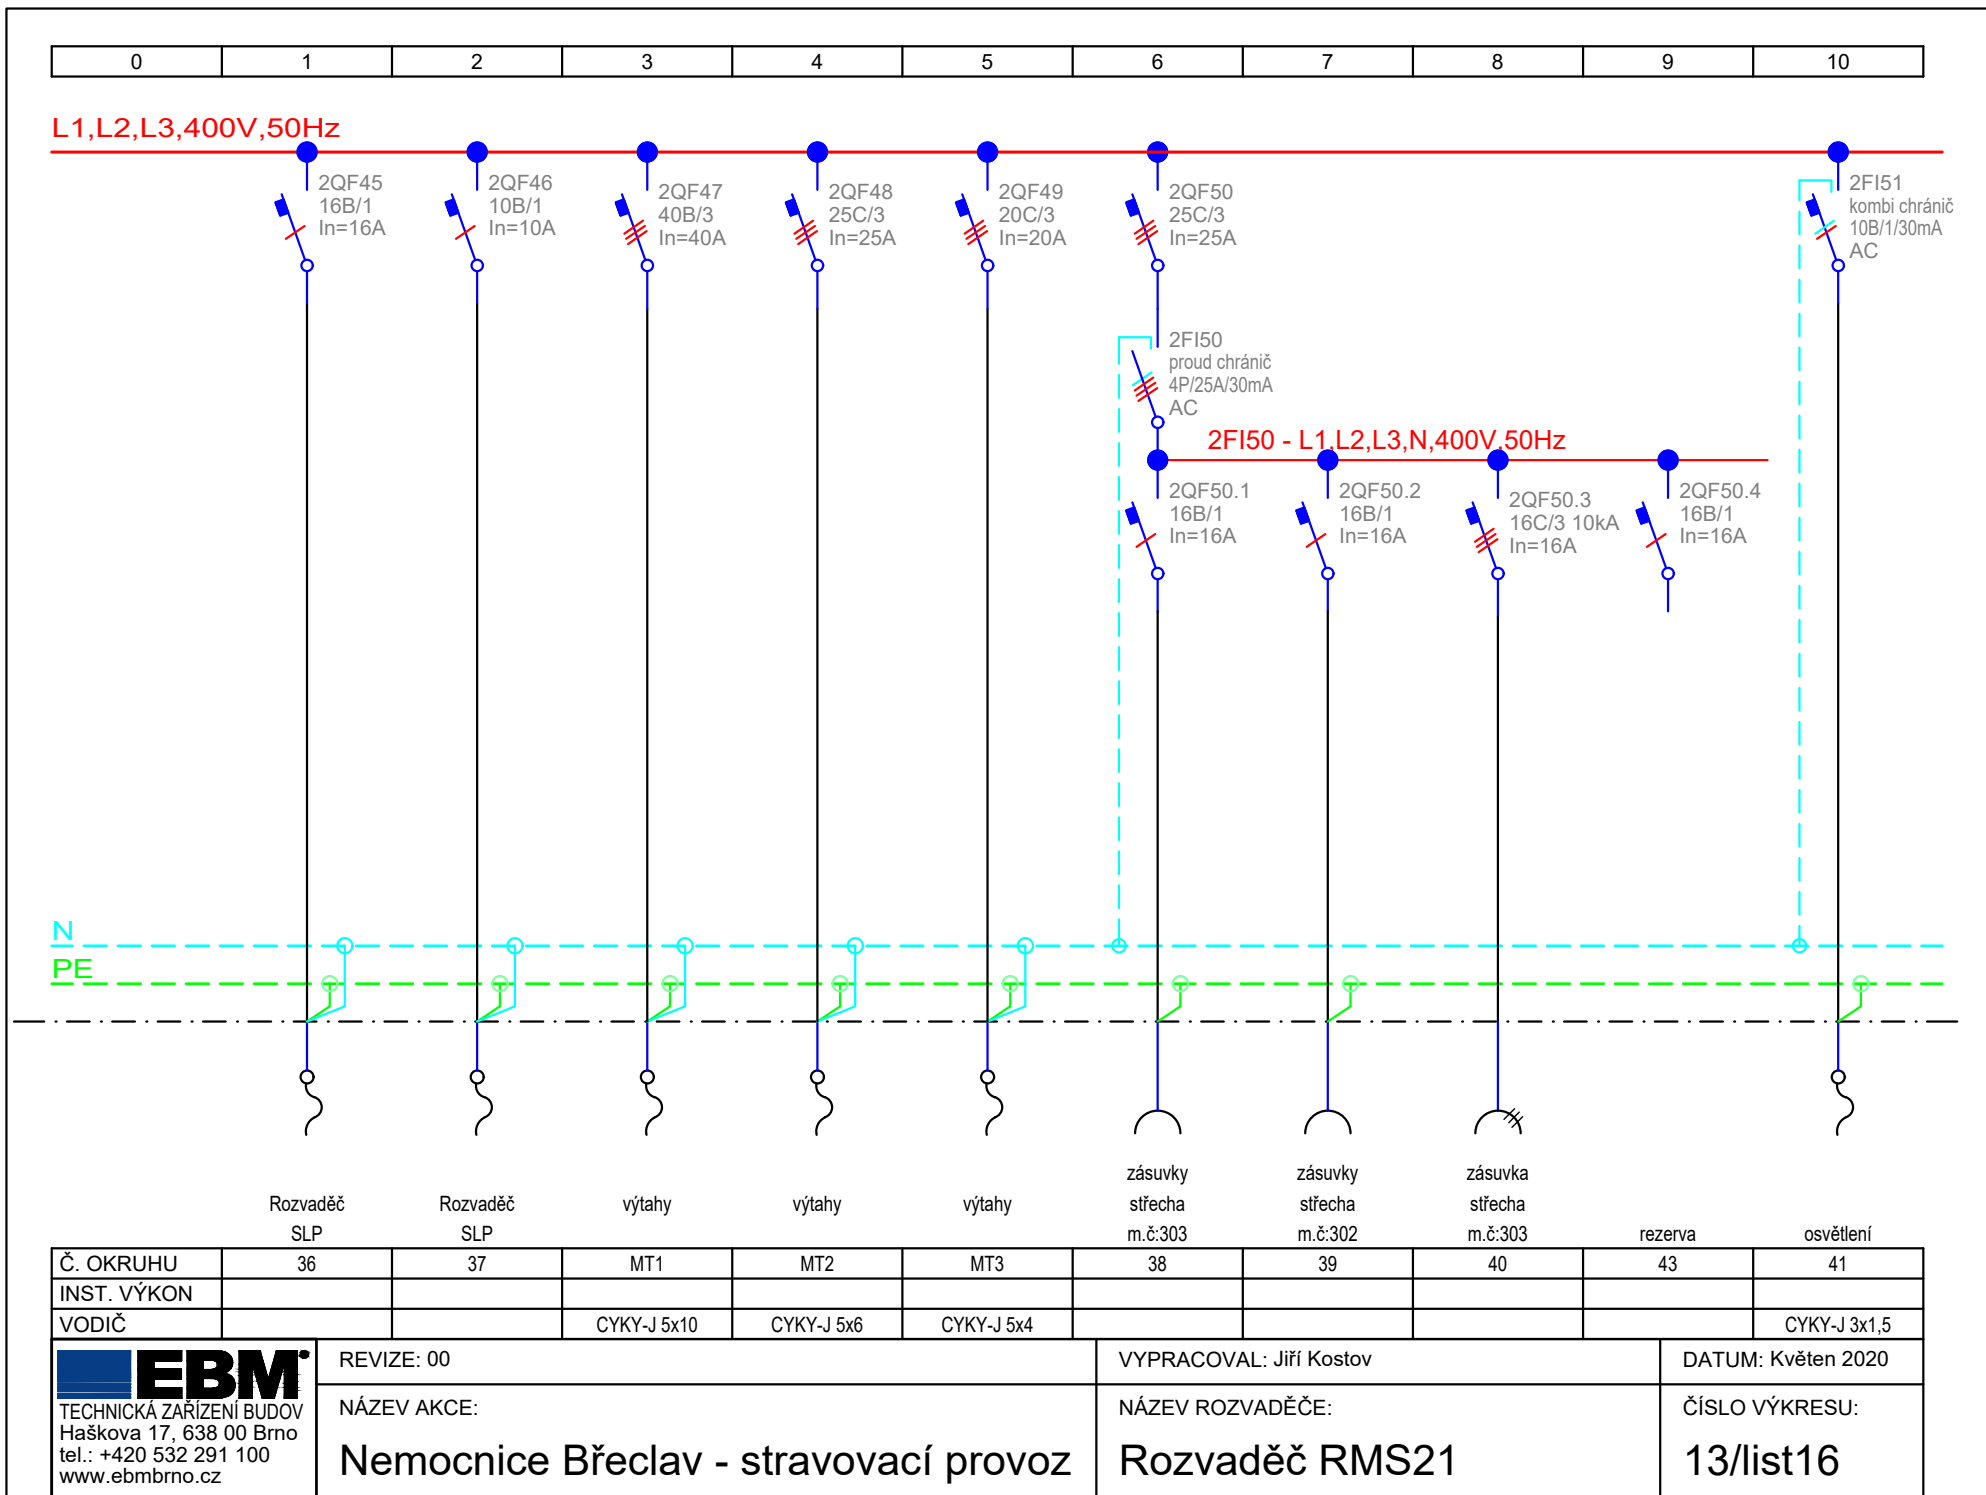 0 1 2 3 4 5 6 7 8 9 10
L1,L2,L3,400V,50Hz
2QF45
16B/1
In=16A
2QF46
10B/1
In=10A
2QF47
40B/3
In=40A
2QF48
25C/3
In=25A
2QF49
20C/3
In=20A
2QF50
25C/3
In=25A
2FI51
kombi chránič
10B/1/30mA
AC
2FI50
proud chránič
4P/25A/30mA
AC
2FI50 - L1,L2,L3,N,400V,50Hz
2QF50.1
16B/1
In=16A
2QF50.2
16B/1
In=16A
2QF50.3
16C/3 10kA
In=16A
2QF50.4
16B/1
In=16A
N
PE
Rozvaděč
SLP
Rozvaděč
SLP
výtahy
výtahy
výtahy
zásuvky
střecha
m.č:303
zásuvky
střecha
m.č:302
zásuvka
střecha
m.č:303
rezerva
osvětlení
Č. OKRUHU 36 37 MT1 MT2 MT3 38 39 40 43 41
INST. VÝKON
VODIČ CYKY-J 5x10 CYKY-J 5x6 CYKY-J 5x4 CYKY-J 3x1,5
EBM
TECHNICKÁ ZAŘÍZENÍ BUDOV
Haškova 17, 638 00 Brno
tel.: +420 532 291 100
www.ebmbrno.cz
REVIZE: 00
VYPRACOVAL: Jiří Kostov
DATUM: Květen 2020
NÁZEV AKCE:
Nemocnice Břeclav - stravovací provoz
NÁZEV ROZVADĚČE:
Rozvaděč RMS21
ČÍSLO VÝKRESU:
13/list16